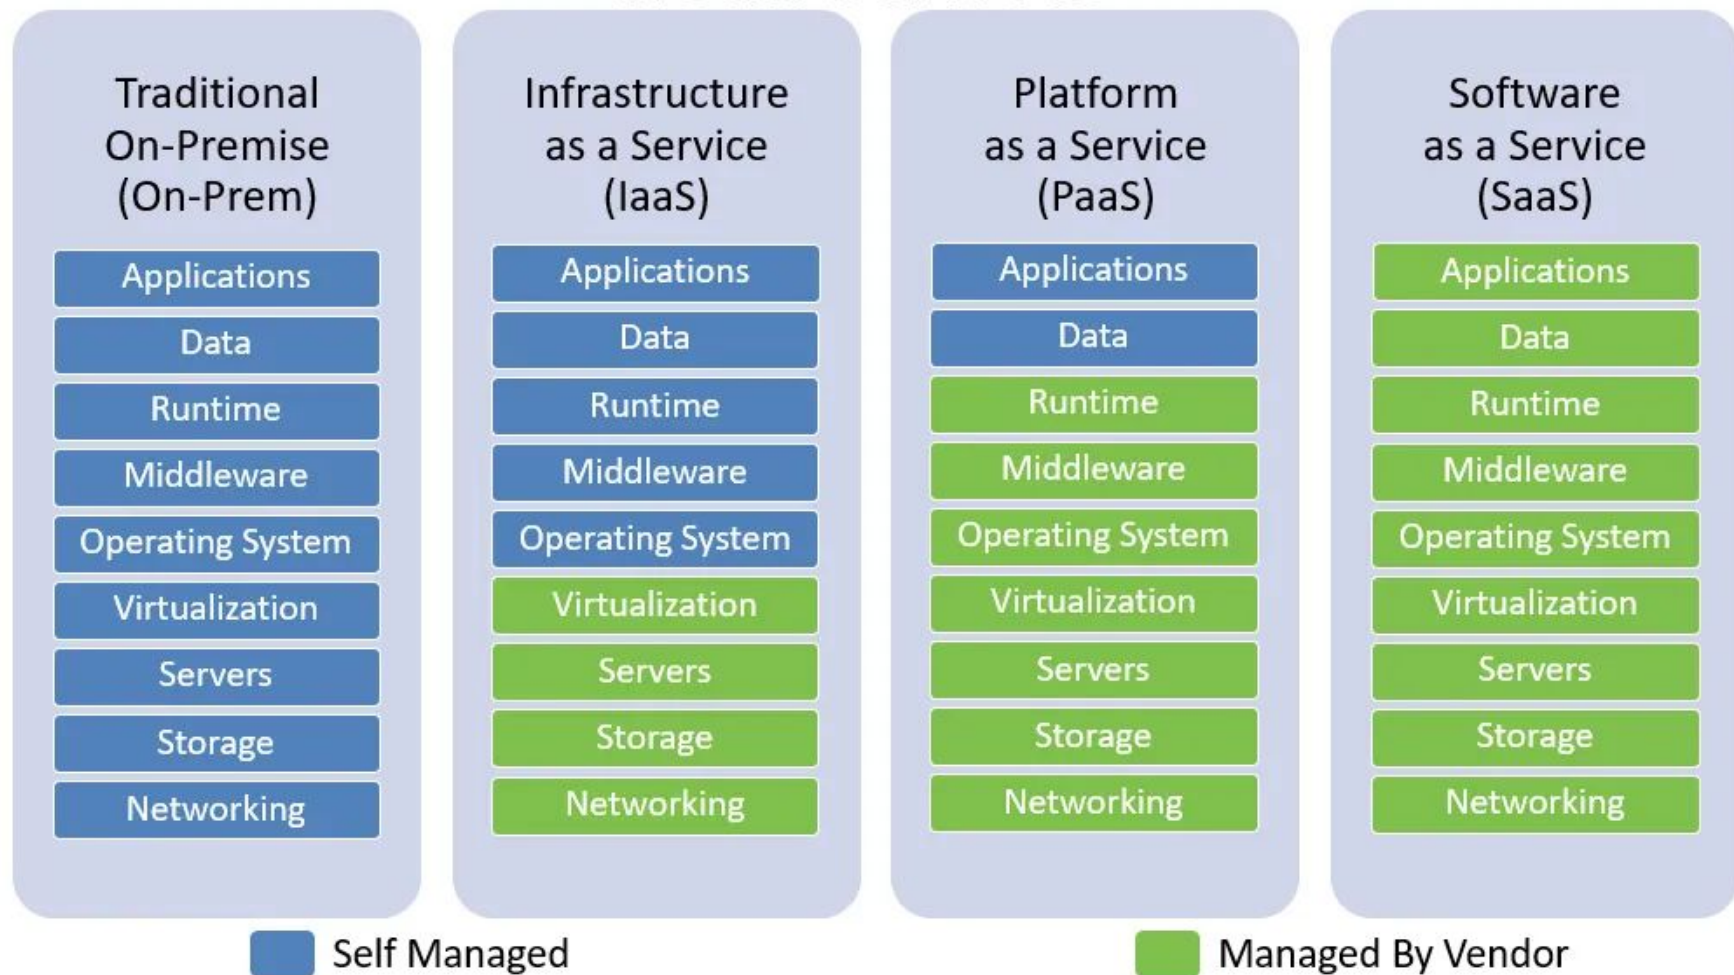 Traditional
On-Premise
(On-Prem)
Applications
Data
Runtime
Middleware
Operating System
Virtualization
Servers
Storage
Networking
Infrastructure
as a Service
(IaaS)
Applications
Data
Runtime
Middleware
Operating System
Virtualization
Servers
Storage
Networking
Platform
as a Service
(PaaS)
Applications
Data
Runtime
Middleware
Operating System
Virtualization
Servers
Storage
Networking
Software
as a Service
(SaaS)
Applications
Data
Runtime
Middleware
Operating System
Virtualization
Servers
Storage
Networking
Self Managed
Managed By Vendor